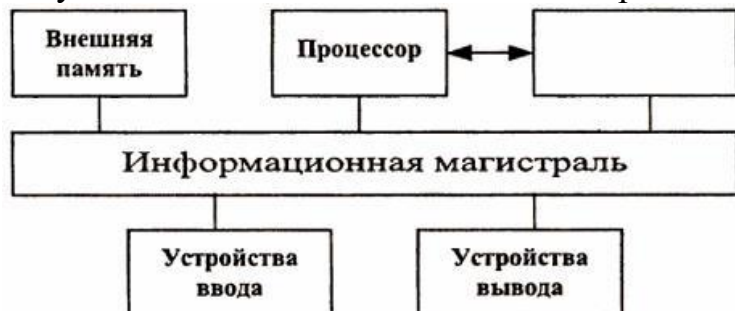 Внешняя
память
Процессор
Информационная магистраль
Устройства
ввода
Устройства
вывода